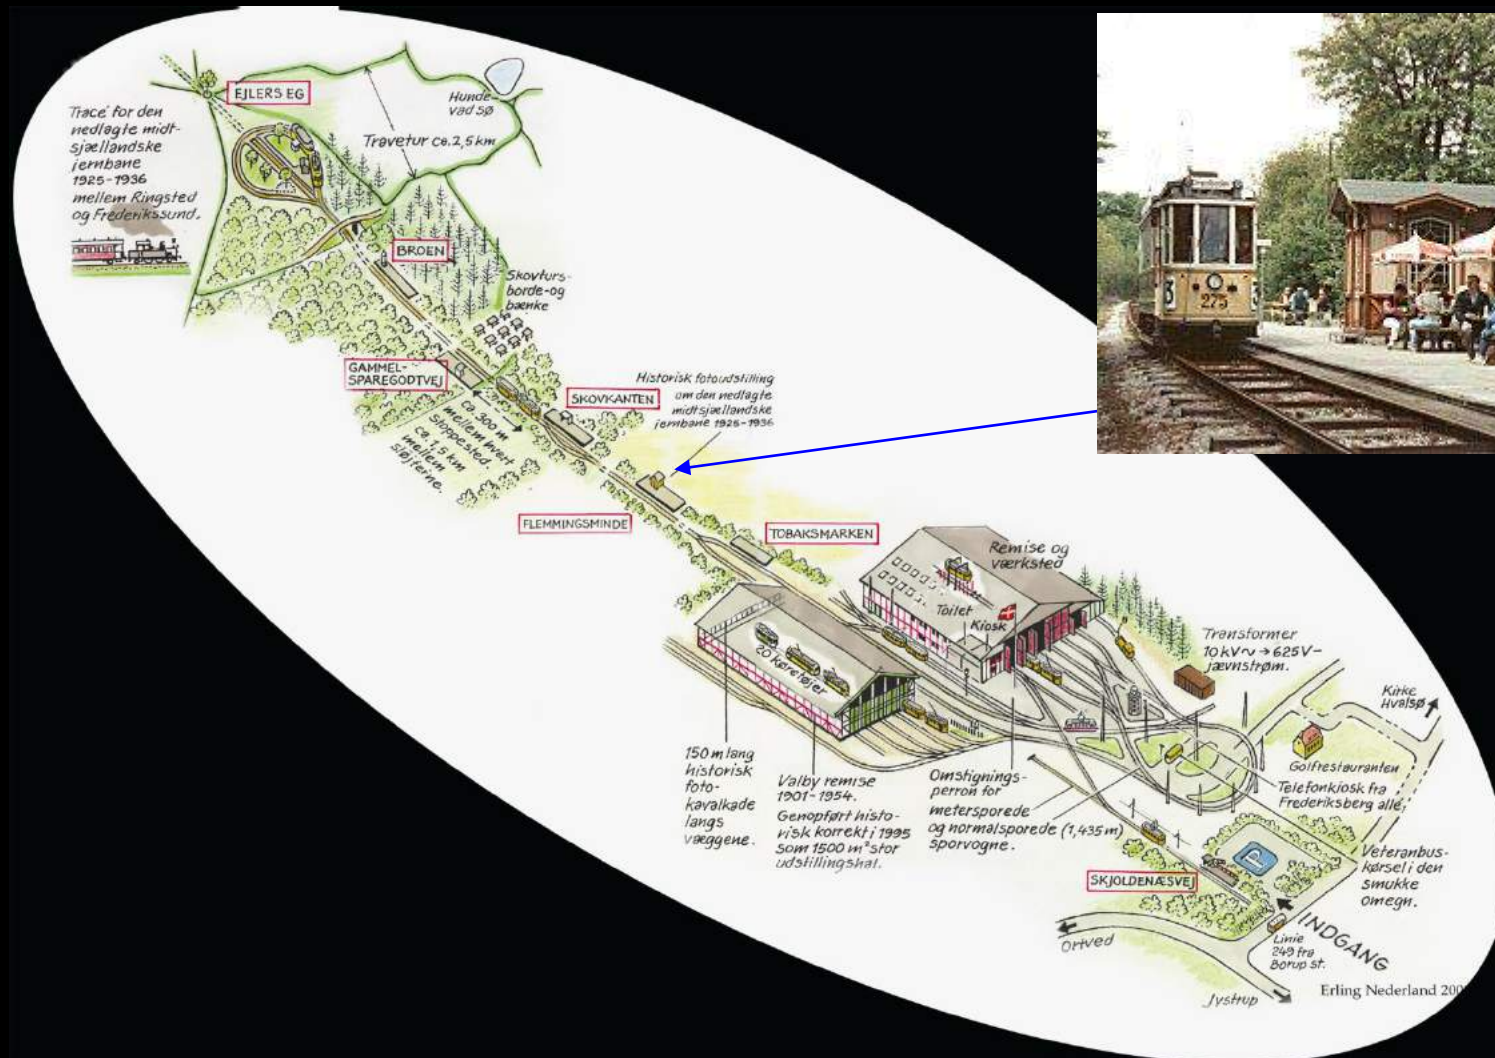 EJLERS EG
Hunde-
vad sø
Travetur ca. 2,5 km
Tracé for den
nedlagte midt-
sjællandske
jernbane
1925-1936
mellem Ringsted
og Frederikssund.
BROEN
Skovturs-
borde-og
bænke
GAMMEL-
SPAREGODTVEJ
SKOVKANTEN
ca. 300 m
mellem hvert
stoppested.
ca. 1,5 km
mellem
sløjferne.
Historisk fotoudstilling
om den nedlagte
midtsjællandske
jernbane 1925-1936
3
275
FLEMMINGSMINDE
TOBAKSMARKEN
Remise og
værksted
Toilet
Kiosk
20 køretøjer
Transformer
10 kV~ → 625 V-
jævnstrøm.
Kirke
Hvalsø
Golfrestauranten
Telefonkiosk fra
Frederiksberg allé,
150 m lang
historisk
foto-
kavalkade
langs
væggene.
Valby remise
1901-1954.
Genopført histo-
risk korrekt i 1995
som 1500 m² stor
udstillingshal.
Omstignings-
perron for
metersporede
og normalsporede (1,435 m)
sporvogne.
P
Veteranbus-
kørsel i den
smukke
omegn.
SKJOLDENÆSVEJ
INDGANG
Linie
249 fra
Borup st.
Ortved
Jystrup
Erling Nederland